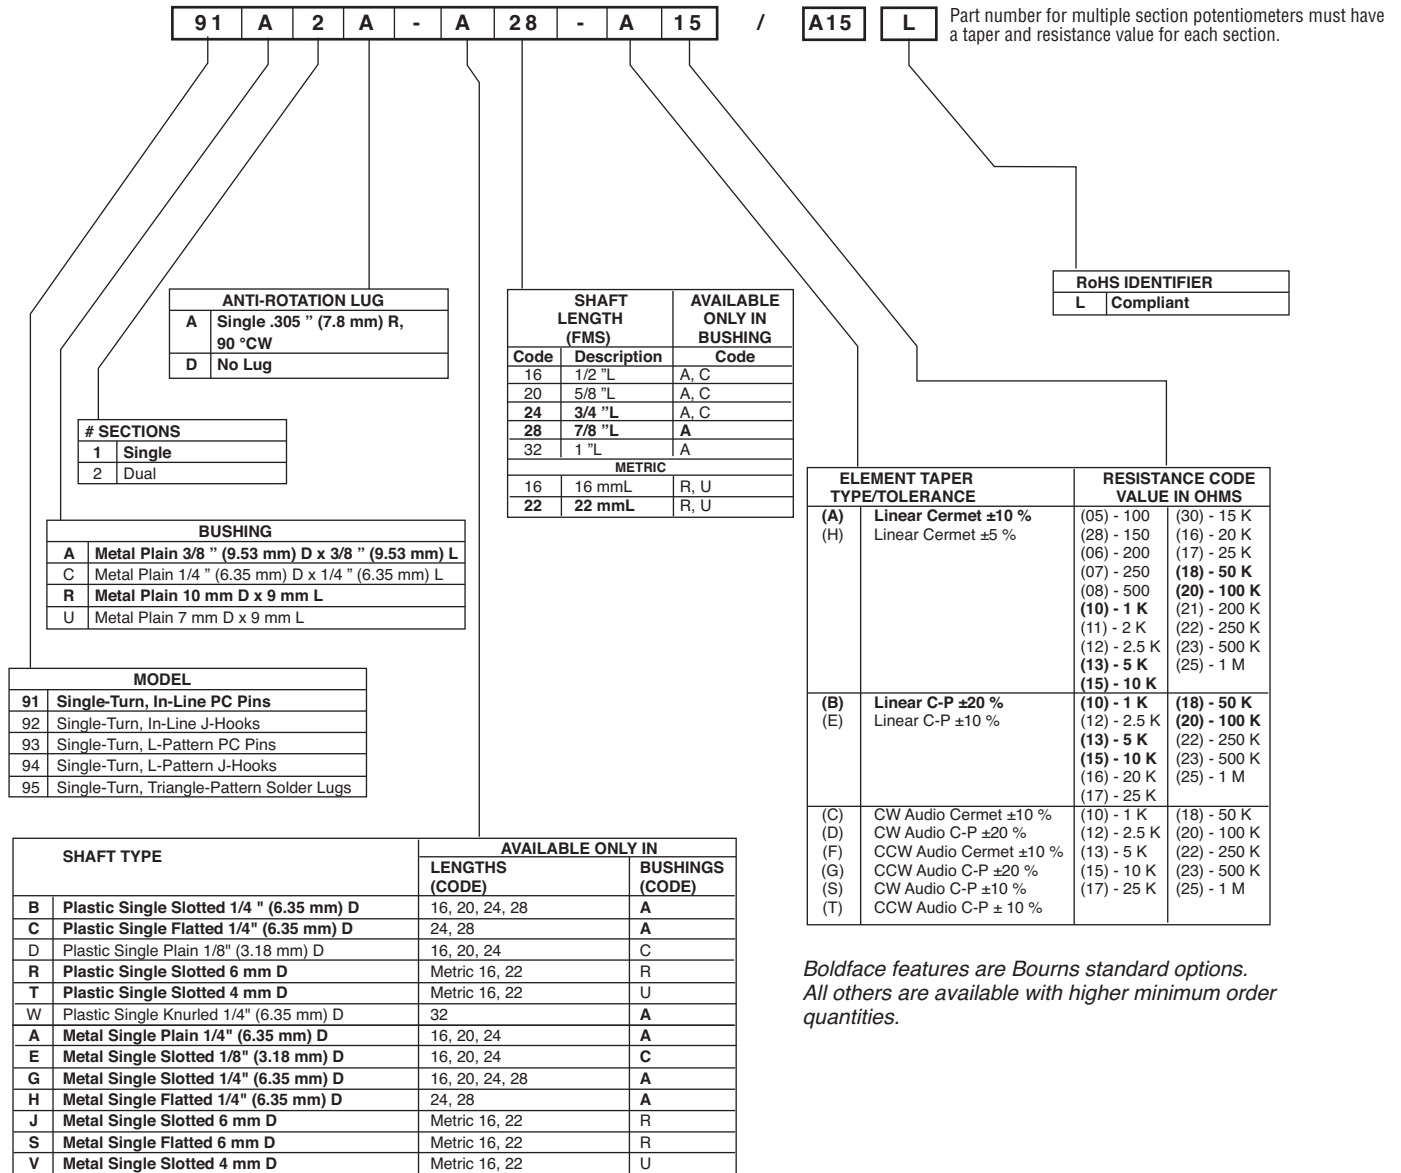 91 A 2 A - A 28 - A 15 / A15 L
Part number for multiple section potentiometers must have
a taper and resistance value for each section.
RoHS IDENTIFIER
L Compliant
ANTI-ROTATION LUG
A Single .305 ” (7.8 mm) R,
90 °CW
D No Lug
SHAFT LENGTH (FMS) AVAILABLE ONLY IN BUSHING
Code Description Code
16 1/2 ”L A, C
20 5/8 ”L A, C
24 3/4 ”L A, C
28 7/8 ”L A
32 1 ”L A
METRIC
16 16 mmL R, U
22 22 mmL R, U
# SECTIONS
1 Single
2 Dual
BUSHING
A Metal Plain 3/8 ” (9.53 mm) D x 3/8 ” (9.53 mm) L
C Metal Plain 1/4 ” (6.35 mm) D x 1/4 ” (6.35 mm) L
R Metal Plain 10 mm D x 9 mm L
U Metal Plain 7 mm D x 9 mm L
MODEL
91 Single-Turn, In-Line PC Pins
92 Single-Turn, In-Line J-Hooks
93 Single-Turn, L-Pattern PC Pins
94 Single-Turn, L-Pattern J-Hooks
95 Single-Turn, Triangle-Pattern Solder Lugs
ELEMENT TAPER RESISTANCE CODE
TYPE/TOLERANCE VALUE IN OHMS
(A) Linear Cermet ±10 % (05) - 100 (30) - 15 K
(H) Linear Cermet ±5 % (28) - 150 (16) - 20 K
(06) - 200 (17) - 25 K
(07) - 250 (18) - 50 K
(08) - 500 (20) - 100 K
(10) - 1 K (21) - 200 K
(11) - 2 K (22) - 250 K
(12) - 2.5 K (23) - 500 K
(13) - 5 K (25) - 1 M
(15) - 10 K
(B) Linear C-P ±20 % (10) - 1 K (18) - 50 K
(E) Linear C-P ±10 % (12) - 2.5 K (20) - 100 K
(13) - 5 K (22) - 250 K
(15) - 10 K (23) - 500 K
(16) - 20 K (25) - 1 M
(17) - 25 K
(C) CW Audio Cermet ±10 % (10) - 1 K (18) - 50 K
(D) CW Audio C-P ±20 % (12) - 2.5 K (20) - 100 K
(F) CCW Audio Cermet ±10 % (13) - 5 K (22) - 250 K
(G) CCW Audio C-P ±20 % (15) - 10 K (23) - 500 K
(S) CW Audio C-P ±10 % (17) - 25 K (25) - 1 M
(T) CCW Audio C-P ± 10 %
SHAFT TYPE AVAILABLE ONLY IN
LENGTHS BUSHINGS
(CODE) (CODE)
B Plastic Single Slotted 1/4 " (6.35 mm) D 16, 20, 24, 28 A
C Plastic Single Flatted 1/4" (6.35 mm) D 24, 28 A
D Plastic Single Plain 1/8" (3.18 mm) D 16, 20, 24 C
R Plastic Single Slotted 6 mm D Metric 16, 22 R
T Plastic Single Slotted 4 mm D Metric 16, 22 U
W Plastic Single Knurled 1/4" (6.35 mm) D 32 A
A Metal Single Plain 1/4" (6.35 mm) D 16, 20, 24 A
E Metal Single Slotted 1/8" (3.18 mm) D 16, 20, 24 C
G Metal Single Slotted 1/4" (6.35 mm) D 16, 20, 24, 28 A
H Metal Single Flatted 1/4" (6.35 mm) D 24, 28 A
J Metal Single Slotted 6 mm D Metric 16, 22 R
S Metal Single Flatted 6 mm D Metric 16, 22 R
V Metal Single Slotted 4 mm D Metric 16, 22 U
Boldface features are Bourns standard options.
All others are available with higher minimum order
quantities.